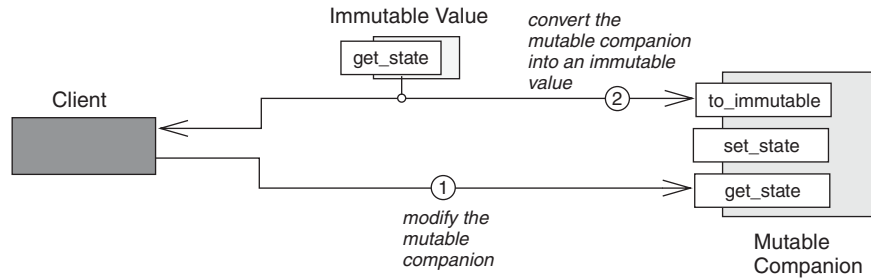 Immutable Value
get_state
convert the
mutable companion
into an immutable
value
Client
2
to_immutable
set_state
1
get_state
modify the
mutable
companion
Mutable
Companion